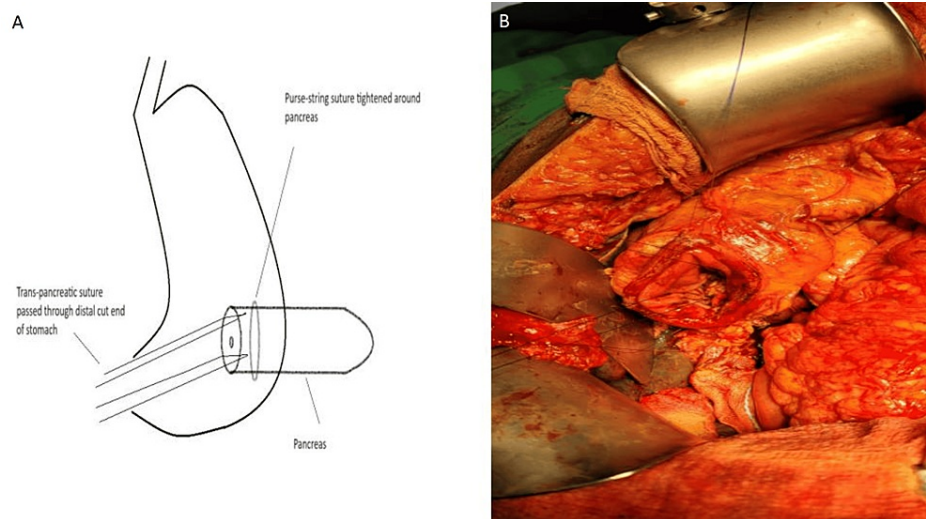 A
B
Purse-string suture tightened around
pancreas
Trans-pancreatic suture
passed through distal cut end
of stomach
Pancreas